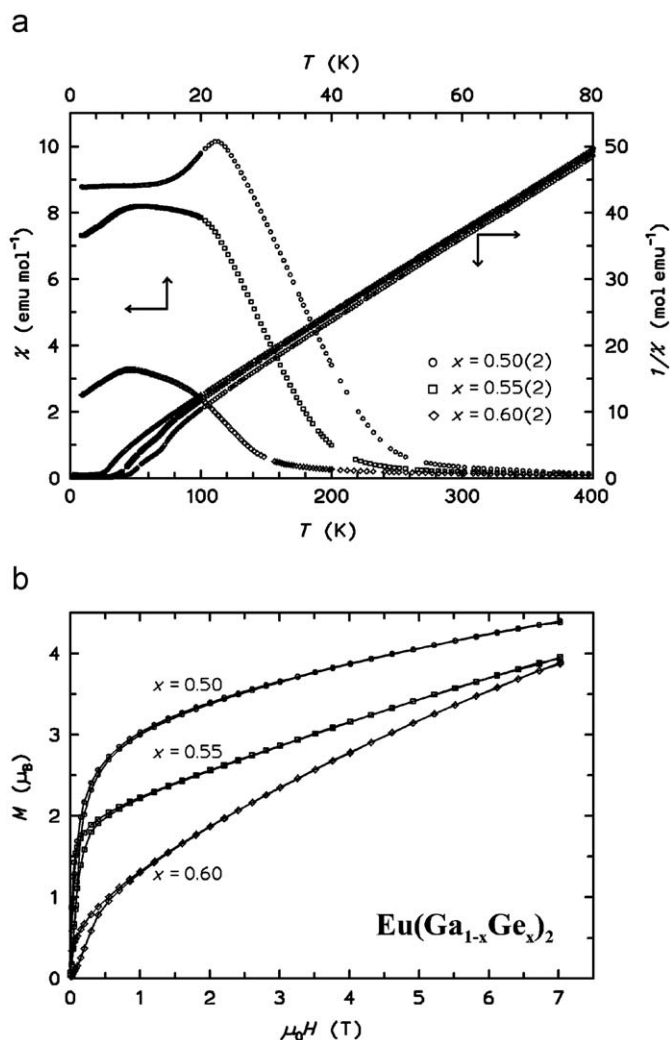 a
T (K)
0 20 40 60 80
10
8
6
4
2
0
χ (emu mol⁻¹)
50
40
30
20
10
0
1/χ (mol emu⁻¹)
x = 0.50(2)
x = 0.55(2)
x = 0.60(2)
0 100 200 300 400
T (K)
b
4
3
2
1
0
M (μB)
x = 0.50
x = 0.55
x = 0.60
Eu(Ga₁₋ₓGeₓ)₂
0 1 2 3 4 5 6 7
μ₀H (T)